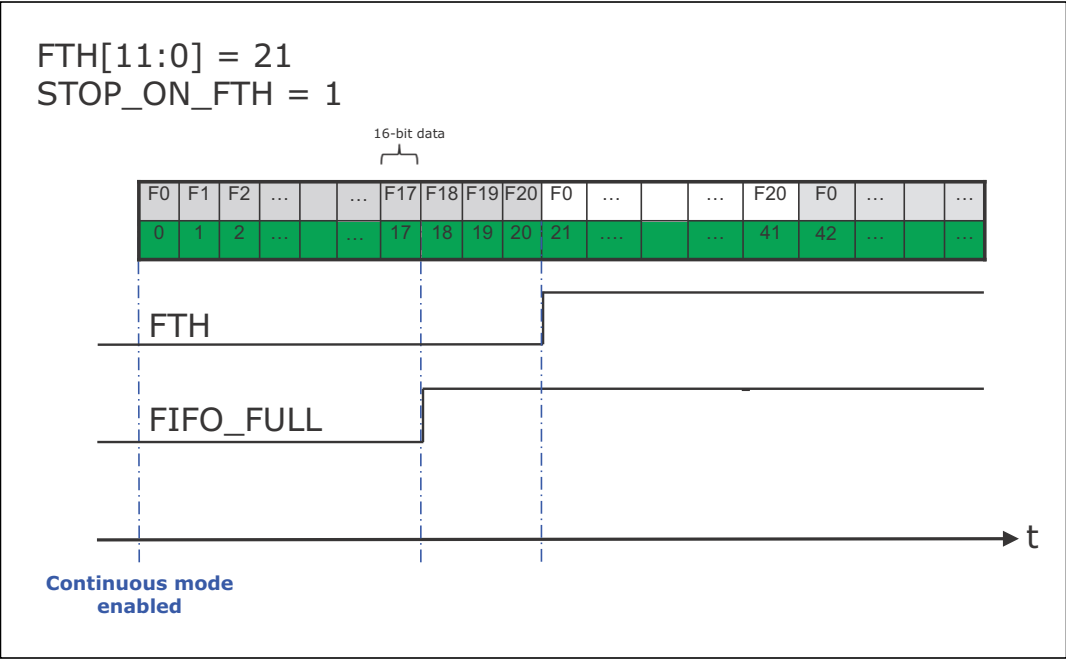 FTH[11:0] = 21
STOP_ON_FTH = 1
16-bit data
F0 F1 F2 ... ... F17 F18 F19 F20 F0 ... ... F20 F0 ... ...
0 1 2 ... ... 17 18 19 20 21 .... ... 41 42 ... ...
FTH
FIFO_FULL
t
Continuous mode
enabled